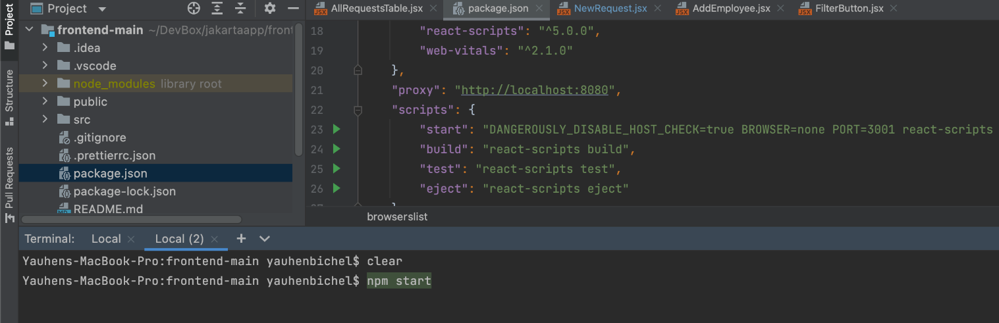 Project
AllRequestsTable.jsx
package.json
NewRequest.jsx
AddEmployee.jsx
FilterButton.jsx
Project
Structure
Pull Requests
frontend-main ~/DevBox/jakartaapp/front
.idea
.vscode
node_modules library root
public
src
.gitignore
.prettierrc.json
package.json
package-lock.json
README.md
18 "react-scripts": "^5.0.0",
19 "web-vitals": "^2.1.0"
20 },
21 "proxy": "http://localhost:8080",
22 "scripts": {
23 "start": "DANGEROUSLY_DISABLE_HOST_CHECK=true BROWSER=none PORT=3001 react-scripts
24 "build": "react-scripts build",
25 "test": "react-scripts test",
26 "eject": "react-scripts eject"
browserslist
Terminal: Local Local (2)
Yauhens-MacBook-Pro:frontend-main yauhenbichel$ clear
Yauhens-MacBook-Pro:frontend-main yauhenbichel$ npm start